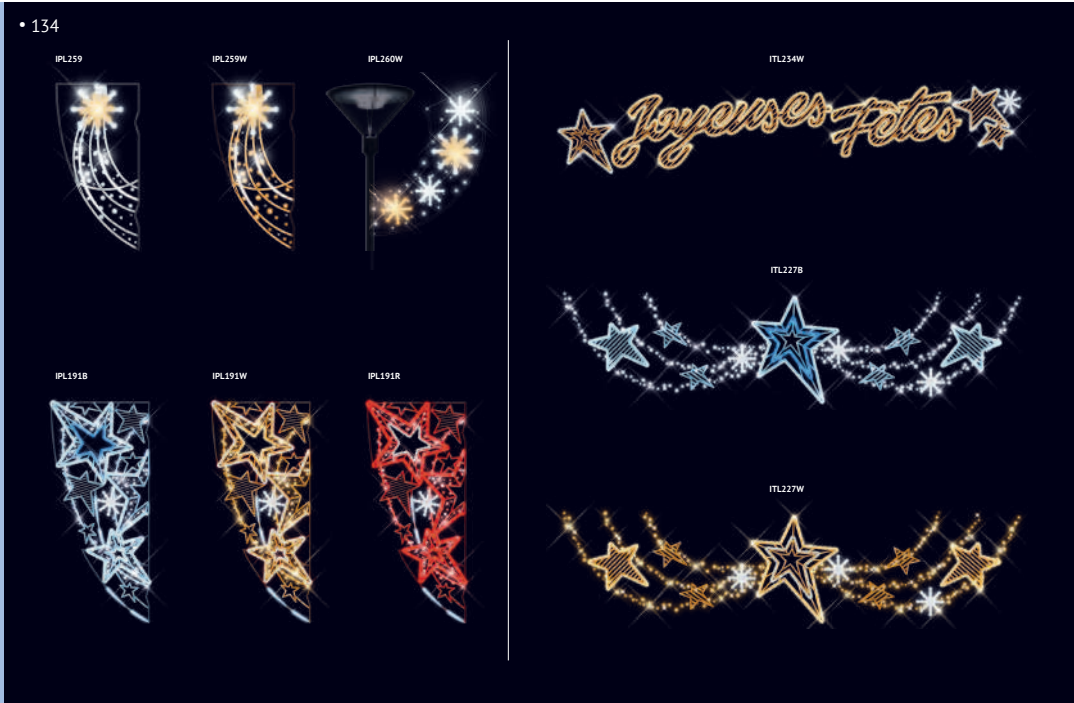 • 134
IPL259
IPL259W
IPL260W
ITL234W
Joyeuses Fêtes
ITL227B
IPL191B
IPL191W
IPL191R
ITL227W